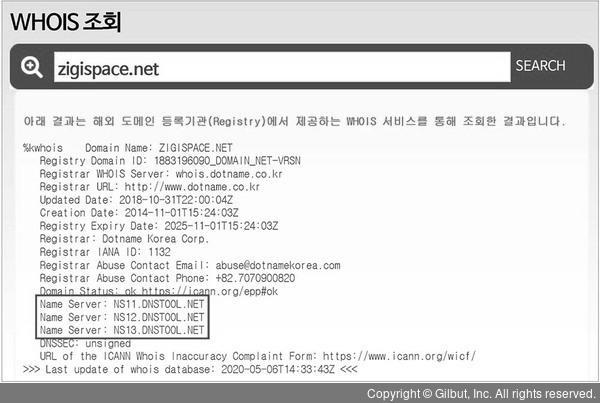 WHOIS 조회
zigispace.net SEARCH
아래 결과는 해외 도메인 등록기관(Registry)에서 제공하는 WHOIS 서비스를 통해 조회한 결과입니다.
%kwhois Domain Name: ZIGISPACE.NET
Registry Domain ID: 1883196090_DOMAIN_NET-VRSN
Registrar WHOIS Server: whois.dotname.co.kr
Registrar URL: http://www.dotname.co.kr
Updated Date: 2018-10-31T22:00:04Z
Creation Date: 2014-11-01T15:24:03Z
Registry Expiry Date: 2025-11-01T15:24:03Z
Registrar: Dotname Korea Corp.
Registrar IANA ID: 1132
Registrar Abuse Contact Email: abuse@dotnamekorea.com
Registrar Abuse Contact Phone: +82.7070900820
Domain Status: ok https://icann.org/epp#ok
Name Server: NS11.DNSTOOL.NET
Name Server: NS12.DNSTOOL.NET
Name Server: NS13.DNSTOOL.NET
DNSSEC: unsigned
URL of the ICANN Whois Inaccuracy Complaint Form: https://www.icann.org/wicf/
>>> Last update of whois database: 2020-05-06T14:33:43Z <<<
Copyright © Gilbut, Inc. All rights reserved.